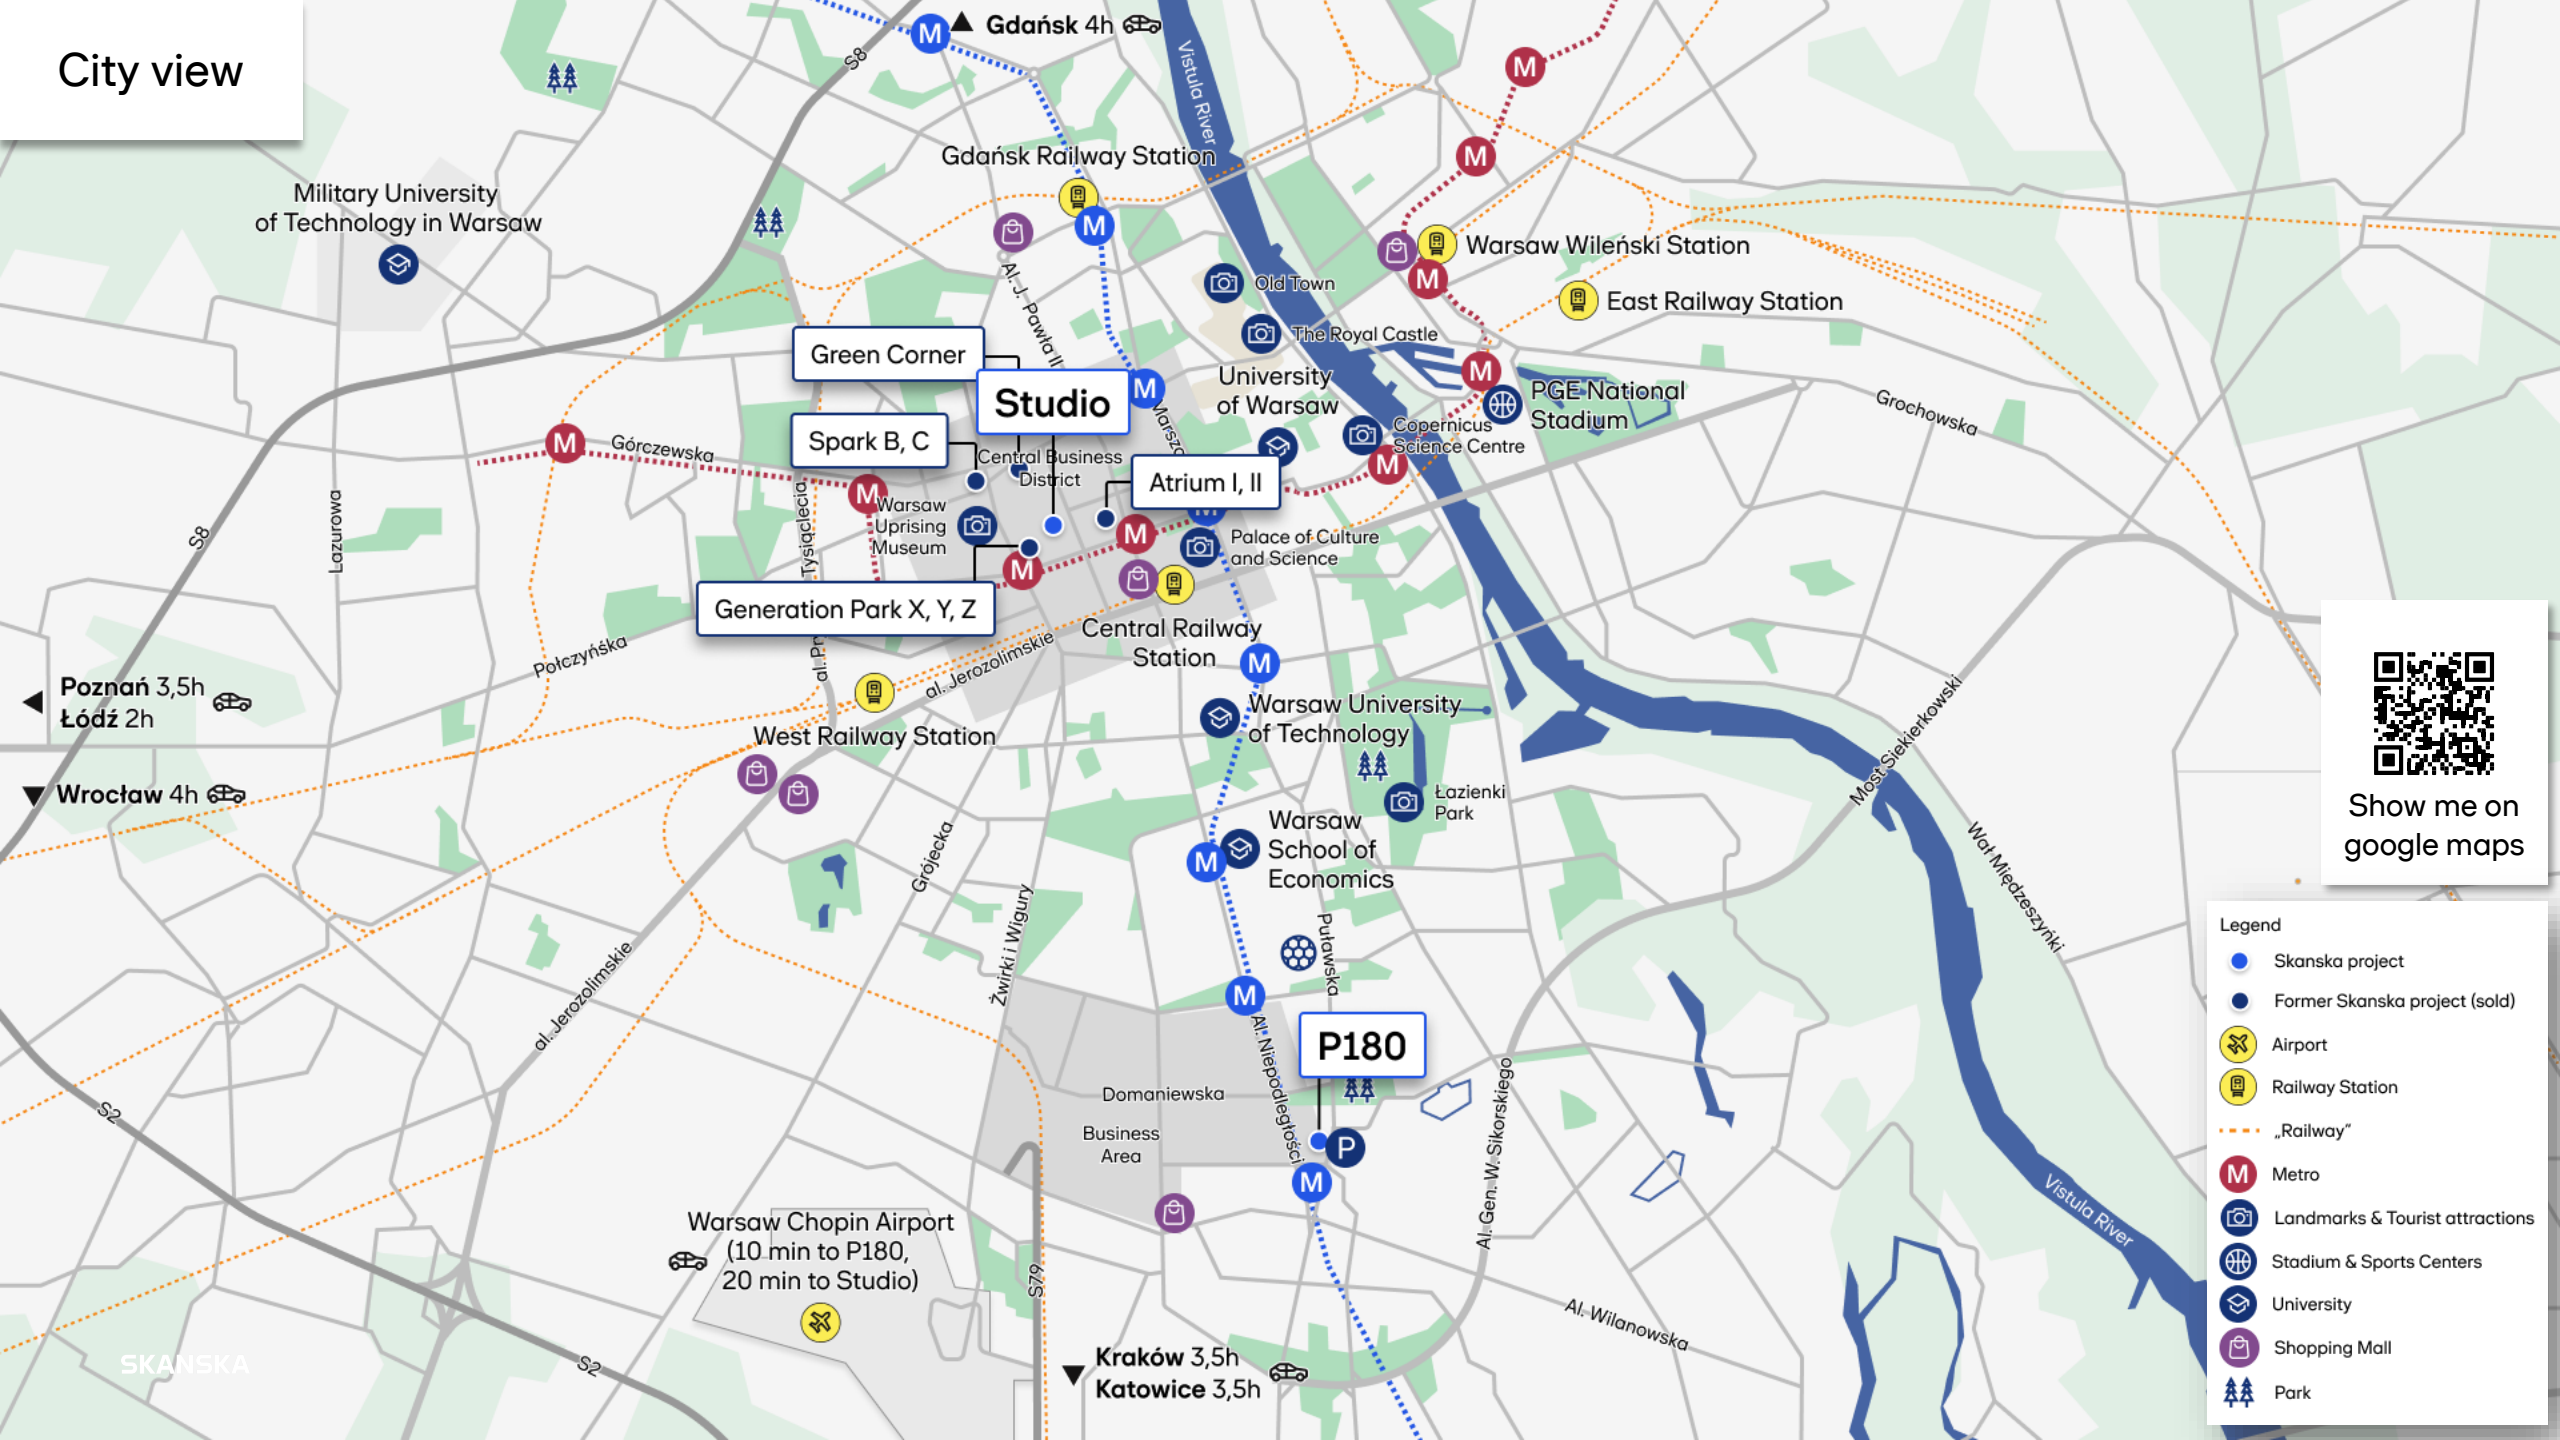 City view
Gdańsk 4h
S8
Vistula River
M
M
M
Gdańsk Railway Station
Military University
of Technology in Warsaw
M
Warsaw Wileński Station
M
Old Town
East Railway Station
Al. J. Pawła II
The Royal Castle
Green Corner
University
of Warsaw
M
M
PGE National
Stadium
Studio
Grochowska
Copernicus
Science Centre
M
Spark B, C
M
Górczewska
Central Business
District
Atrium I, II
M
Warsaw
Uprising
Museum
M
M
Palace of Culture
and Science
Lazurowa
S8
Tysiąclecia
M
Generation Park X, Y, Z
Central Railway
Station
M
Połczyńska
al. Jerozolimskie
Poznań 3,5h
Łódź 2h
Warsaw University
of Technology
West Railway Station
Most Siekierkowski
Wrocław 4h
Łazienki
Park
Show me on
google maps
Warsaw
School of
Economics
M
Grójecka
Wał Miedzeszyńki
Puławska
Żwirki i Wigury
al. Jerozolimskie
M
Al. Niepodległości
P180
Domaniewska
Business
Area
P
M
Al. Gen. W. Sikorskiego
S2
Warsaw Chopin Airport
(10 min to P180,
20 min to Studio)
S79
Vistula River
Al. Wilanowska
Kraków 3,5h
Katowice 3,5h
S2
SKANSKA
Legend
Skanska project
Former Skanska project (sold)
Airport
Railway Station
„Railway”
M Metro
Landmarks & Tourist attractions
Stadium & Sports Centers
University
Shopping Mall
Park